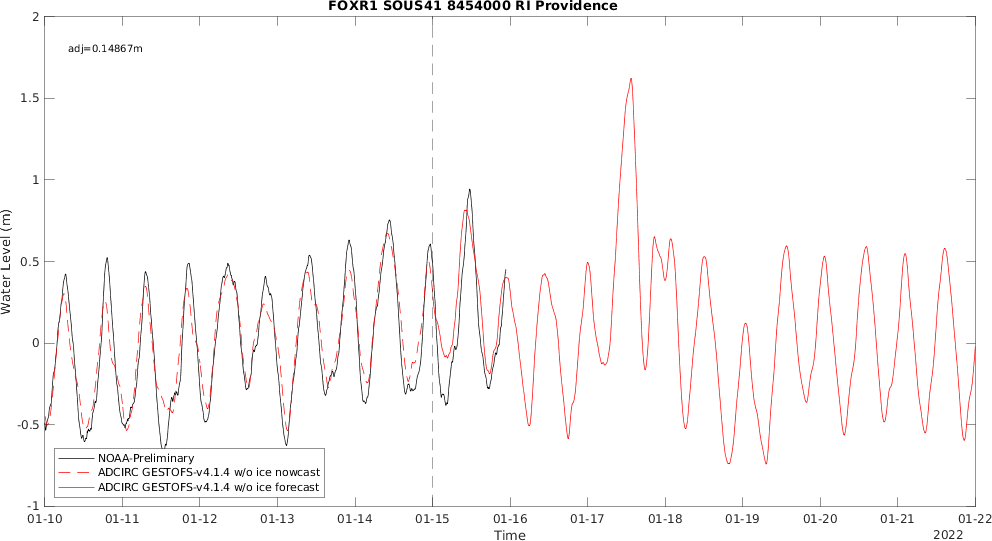 FOXR1 SOUS41 8454000 RI Providence
2
adj=0.14867m
1.5
1
Water Level (m)
0.5
0
-0.5
-1
NOAA-Preliminary
ADCIRC GESTOFS-v4.1.4 w/o ice nowcast
ADCIRC GESTOFS-v4.1.4 w/o ice forecast
01-10 01-11 01-12 01-13 01-14 01-15 01-16 01-17 01-18 01-19 01-20 01-21 01-22
Time
2022